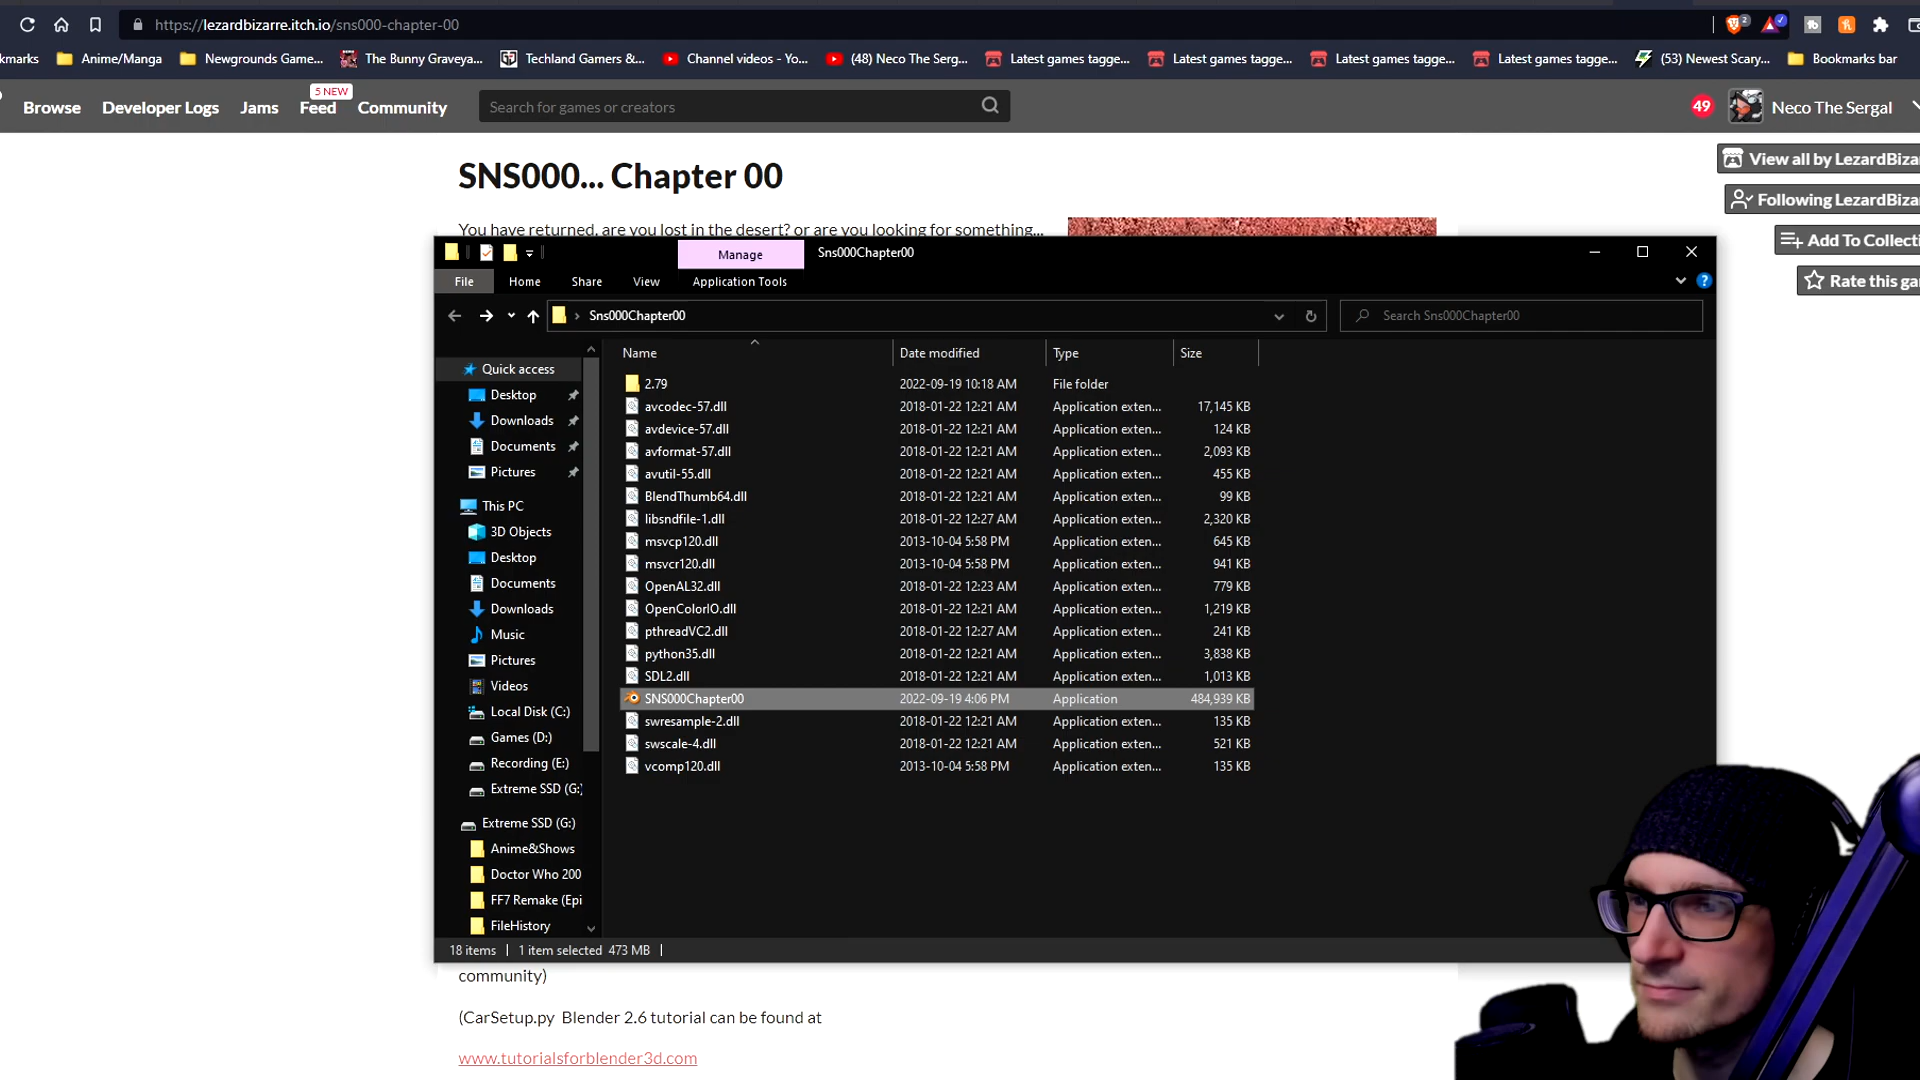 https://lezardbizarre.itch.io/sns000-chapter-00
2
kmarks
Anime/Manga
Newgrounds Game...
The Bunny Graveya...
Techland Gamers &...
Channel videos - Yo...
(48) Neco The Serg...
Latest games tagge...
Latest games tagge...
Latest games tagge...
Latest games tagge...
(53) Newest Scary...
Bookmarks bar
Browse
Developer Logs
Jams
5 NEW
Feed
Community
Search for games or creators
49
Neco The Sergal
SNS000... Chapter 00
View all by LezardBiza
Following LezardBiza
Add To Collecti
Rate this ga
You have returned. are you lost in the desert? or are you looking for something...
Manage
Sns000Chapter00
File
Home
Share
View
Application Tools
Sns000Chapter00
Search Sns000Chapter00
Name Date modified Type Size
Quick access
Desktop
Downloads
Documents
Pictures
This PC
3D Objects
Desktop
Documents
Downloads
Music
Pictures
Videos
Local Disk (C:)
Games (D:)
Recording (E:)
Extreme SSD (G:)
Extreme SSD (G:)
Anime&Shows
Doctor Who 200
FF7 Remake (Epi
FileHistory
2.79 2022-09-19 10:18 AM File folder
avcodec-57.dll 2018-01-22 12:21 AM Application exten... 17,145 KB
avdevice-57.dll 2018-01-22 12:21 AM Application exten... 124 KB
avformat-57.dll 2018-01-22 12:21 AM Application exten... 2,093 KB
avutil-55.dll 2018-01-22 12:21 AM Application exten... 455 KB
BlendThumb64.dll 2018-01-22 12:21 AM Application exten... 99 KB
libsndfile-1.dll 2018-01-22 12:27 AM Application exten... 2,320 KB
msvcp120.dll 2013-10-04 5:58 PM Application exten... 645 KB
msvcr120.dll 2013-10-04 5:58 PM Application exten... 941 KB
OpenAL32.dll 2018-01-22 12:23 AM Application exten... 779 KB
OpenColorIO.dll 2018-01-22 12:21 AM Application exten... 1,219 KB
pthreadVC2.dll 2018-01-22 12:27 AM Application exten... 241 KB
python35.dll 2018-01-22 12:21 AM Application exten... 3,838 KB
SDL2.dll 2018-01-22 12:21 AM Application exten... 1,013 KB
SNS000Chapter00 2022-09-19 4:06 PM Application 484,939 KB
swresample-2.dll 2018-01-22 12:21 AM Application exten... 135 KB
swscale-4.dll 2018-01-22 12:21 AM Application exten... 521 KB
vcomp120.dll 2013-10-04 5:58 PM Application exten... 135 KB
18 items 1 item selected 473 MB
community)
(CarSetup.py Blender 2.6 tutorial can be found at
www.tutorialsforblender3d.com